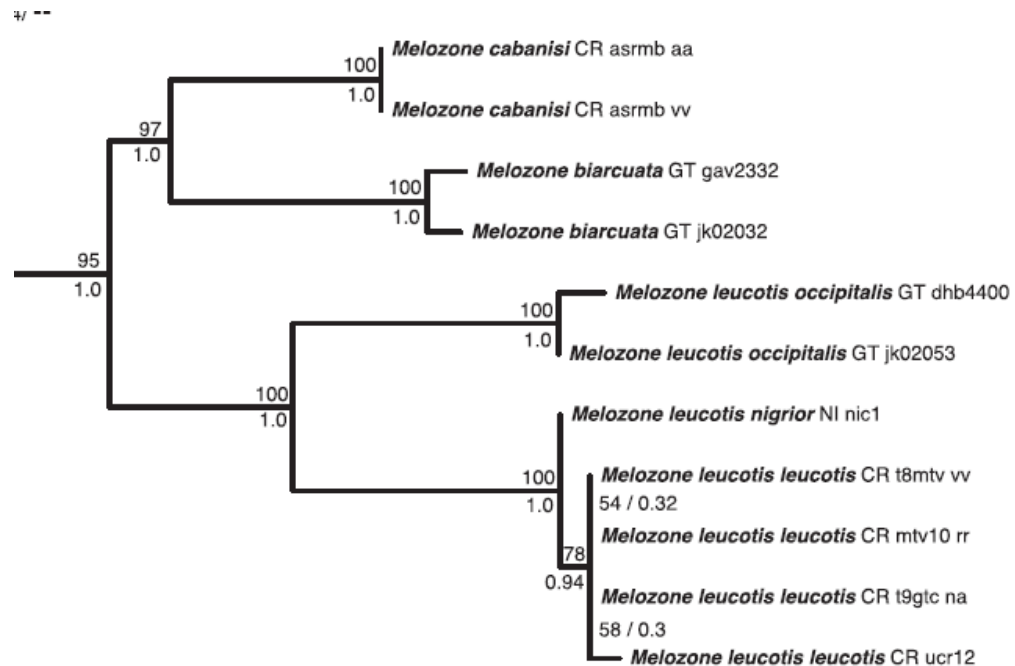 4/ --
Melozone cabanisi CR asrmb aa
100
1.0
Melozone cabanisi CR asrmb vv
97
1.0
Melozone biarcuata GT gav2332
100
1.0
Melozone biarcuata GT jk02032
95
1.0
Melozone leucotis occipitalis GT dhb4400
100
1.0
Melozone leucotis occipitalis GT jk02053
100
1.0
Melozone leucotis nigrior NI nic1
100
1.0
Melozone leucotis leucotis CR t8mtv vv
54 / 0.32
Melozone leucotis leucotis CR mtv10 rr
78
0.94
Melozone leucotis leucotis CR t9gtc na
58 / 0.3
Melozone leucotis leucotis CR ucr12